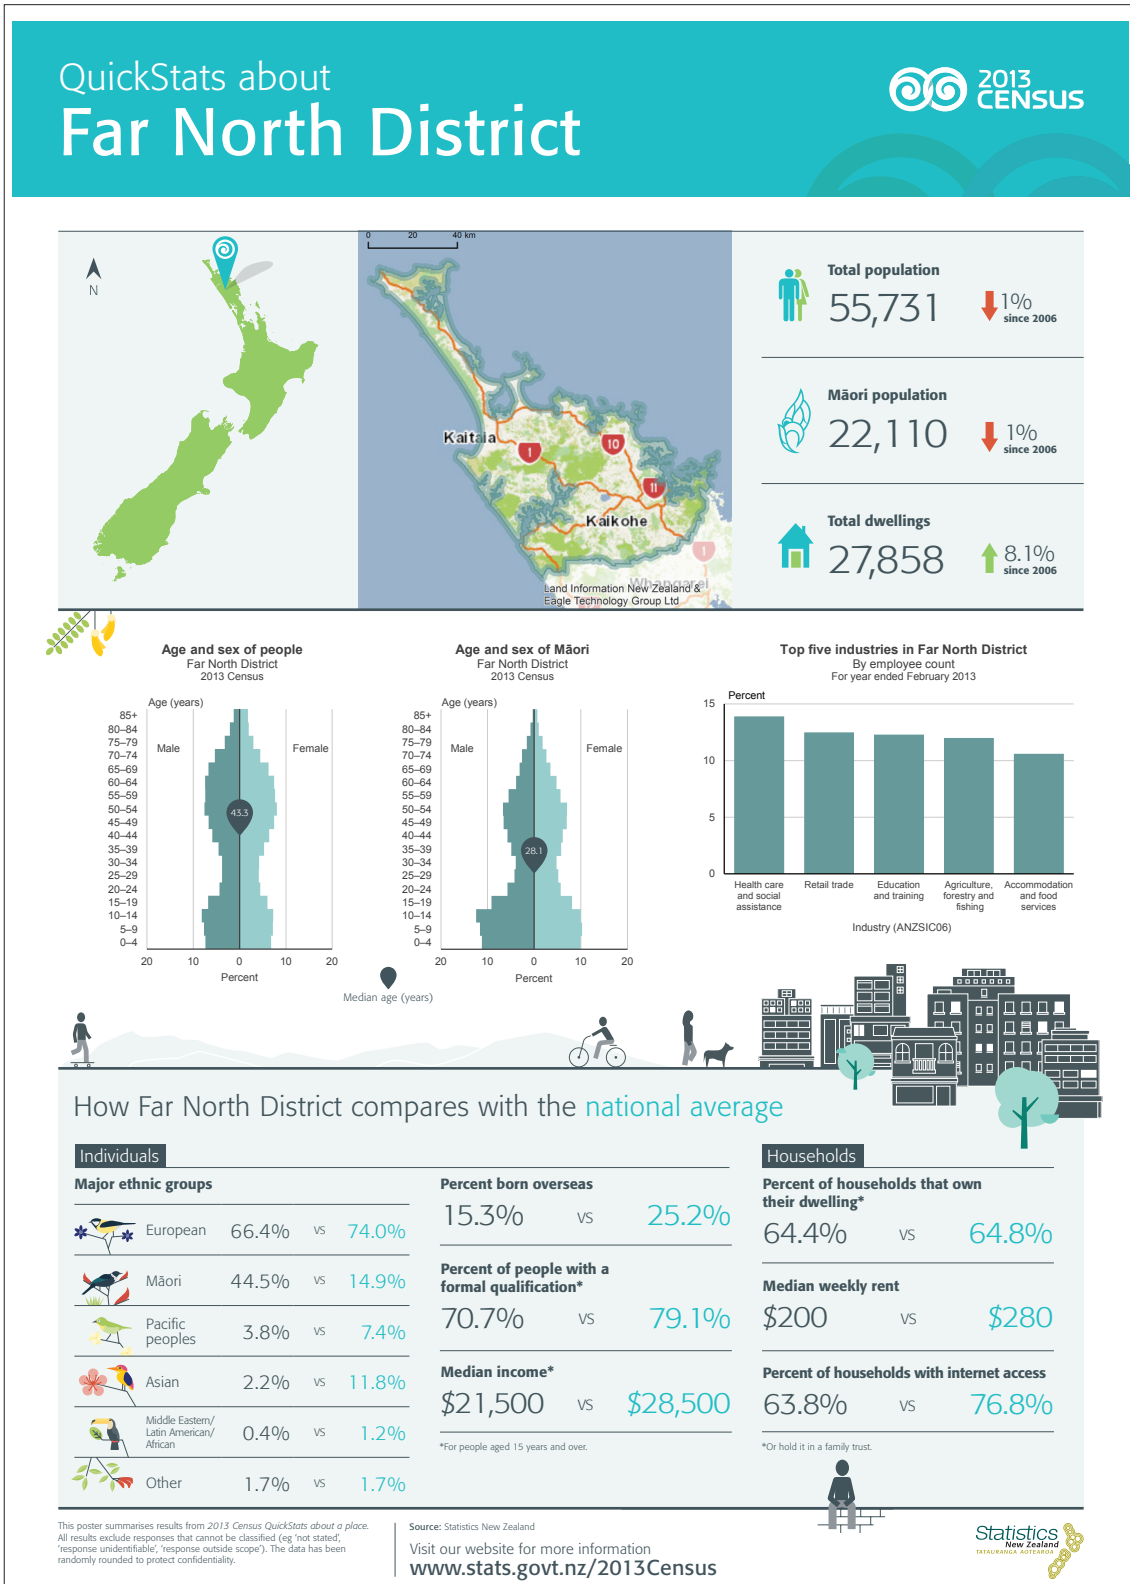 QuickStats about
Far North District
2013
CENSUS
N
0 20 40 km
Kaitaia
1
10
11
Kaikohe
1
Whangarei
Land Information New Zealand &
Eagle Technology Group Ltd
Total population
55,731
1%
since 2006
Māori population
22,110
1%
since 2006
Total dwellings
27,858
8.1%
since 2006
Age and sex of people
Far North District
2013 Census
Age (years)
85+
80–84
75–79
70–74
65–69
60–64
55–59
50–54
45–49
40–44
35–39
30–34
25–29
20–24
15–19
10–14
5–9
0–4
Male
Female
43.3
20 10 0 10 20
Percent
Age and sex of Māori
Far North District
2013 Census
Age (years)
85+
80–84
75–79
70–74
65–69
60–64
55–59
50–54
45–49
40–44
35–39
30–34
25–29
20–24
15–19
10–14
5–9
0–4
Male
Female
28.1
20 10 0 10 20
Percent
Median age (years)
Top five industries in Far North District
By employee count
For year ended February 2013
Percent
15
10
5
0
Health care
and social
assistance
Retail trade
Education
and training
Agriculture,
forestry and
fishing
Accommodation
and food
services
Industry (ANZSIC06)
How Far North District compares with the national average
Individuals
Major ethnic groups
European 66.4% vs 74.0%
Māori 44.5% vs 14.9%
Pacific
peoples 3.8% vs 7.4%
Asian 2.2% vs 11.8%
Middle Eastern/
Latin American/
African 0.4% vs 1.2%
Other 1.7% vs 1.7%
Percent born overseas
15.3% vs 25.2%
Percent of people with a
formal qualification*
70.7% vs 79.1%
Median income*
$21,500 vs $28,500
*For people aged 15 years and over.
Households
Percent of households that own
their dwelling*
64.4% vs 64.8%
Median weekly rent
$200 vs $280
Percent of households with internet access
63.8% vs 76.8%
*Or hold it in a family trust.
This poster summarises results from 2013 Census QuickStats about a place.
All results exclude responses that cannot be classified (eg 'not stated',
'response unidentifiable', 'response outside scope'). The data has been
randomly rounded to protect confidentiality.
Source: Statistics New Zealand
Visit our website for more information
www.stats.govt.nz/2013Census
Statistics
New Zealand
TATAURANGA AOTEAROA